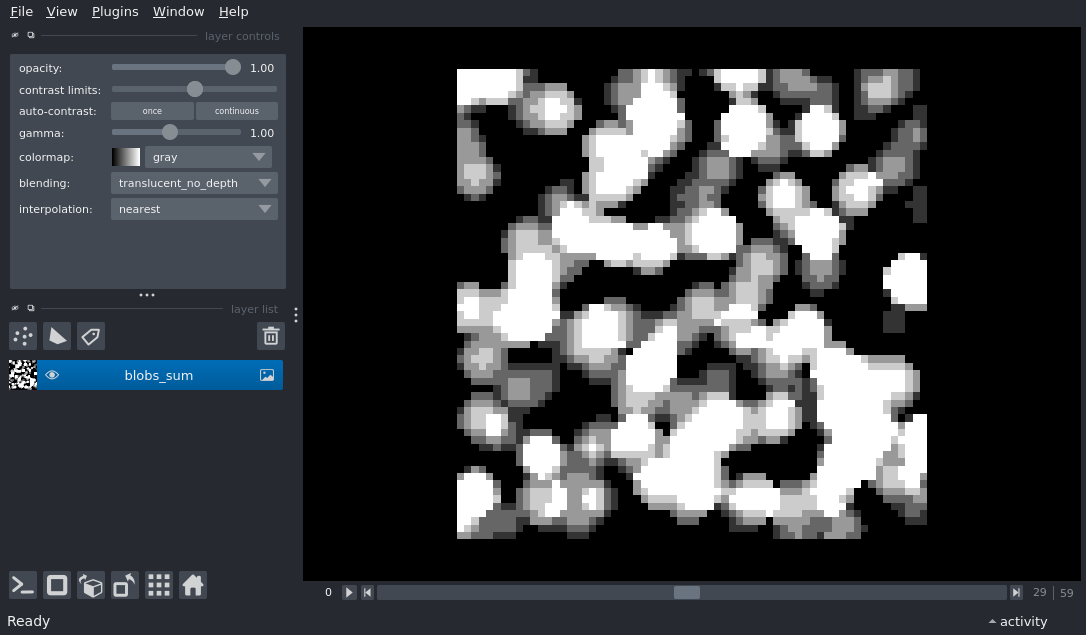 File View Plugins Window Help
layer controls
opacity: 1.00
contrast limits:
auto-contrast: once continuous
gamma: 1.00
colormap: gray
blending: translucent_no_depth
interpolation: nearest
layer list
blobs_sum
0 29 59
Ready activity